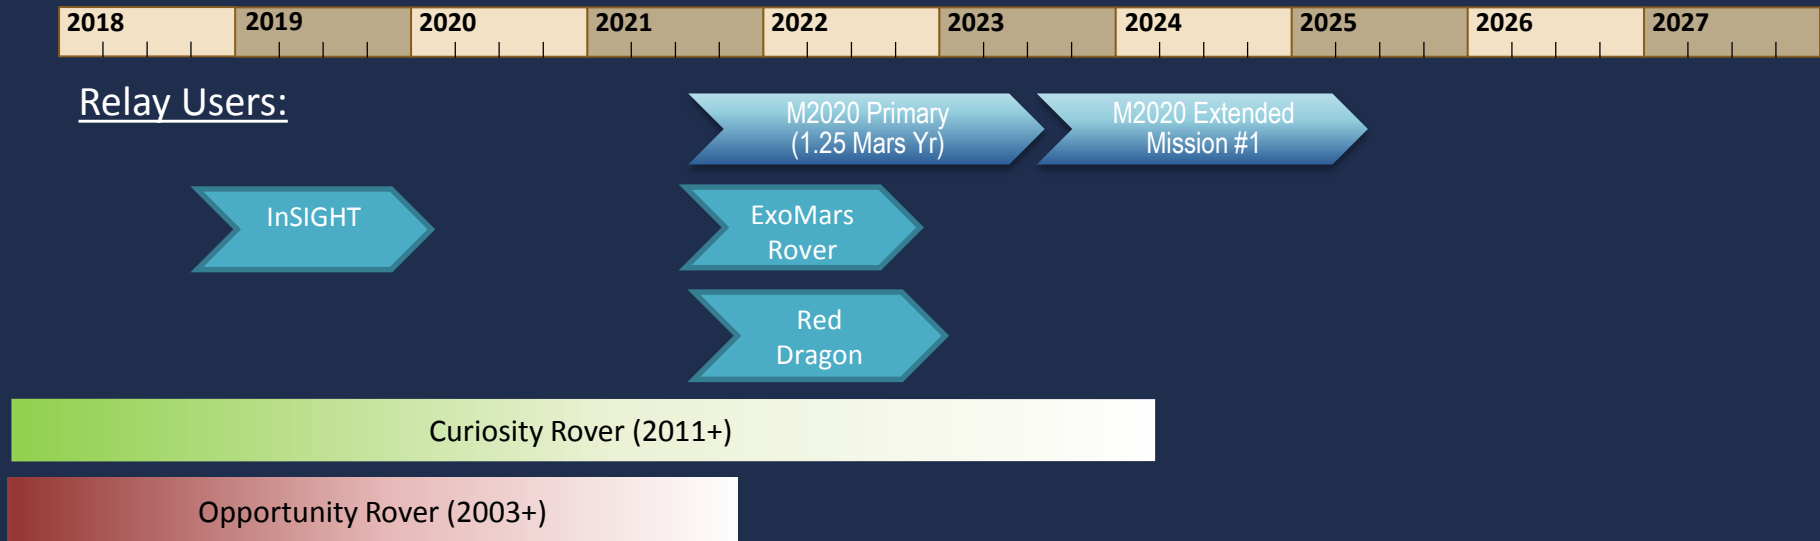 2018 2019 2020 2021 2022 2023 2024 2025 2026 2027
Relay Users:
M2020 Primary
(1.25 Mars Yr)
M2020 Extended
Mission #1
InSIGHT
ExoMars
Rover
Red
Dragon
Curiosity Rover (2011+)
Opportunity Rover (2003+)